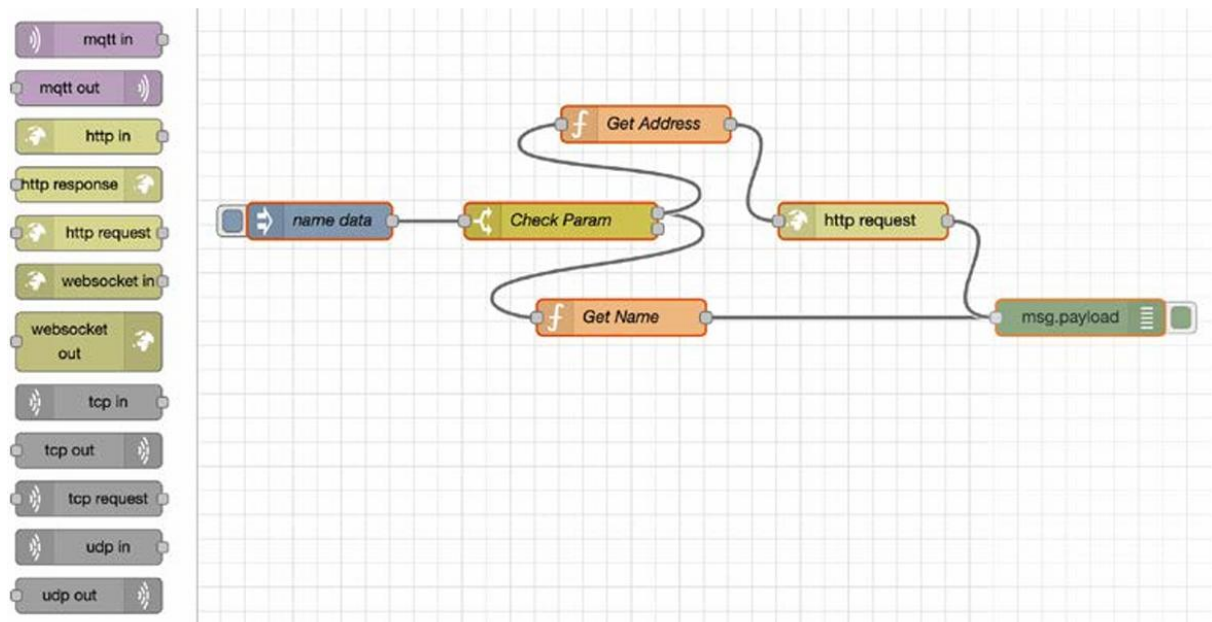 mqtt in
mqtt out
http in
http response
http request
websocket in
websocket
out
tcp in
tcp out
tcp request
udp in
udp out
Get Address
name data
Check Param
http request
Get Name
msg.payload